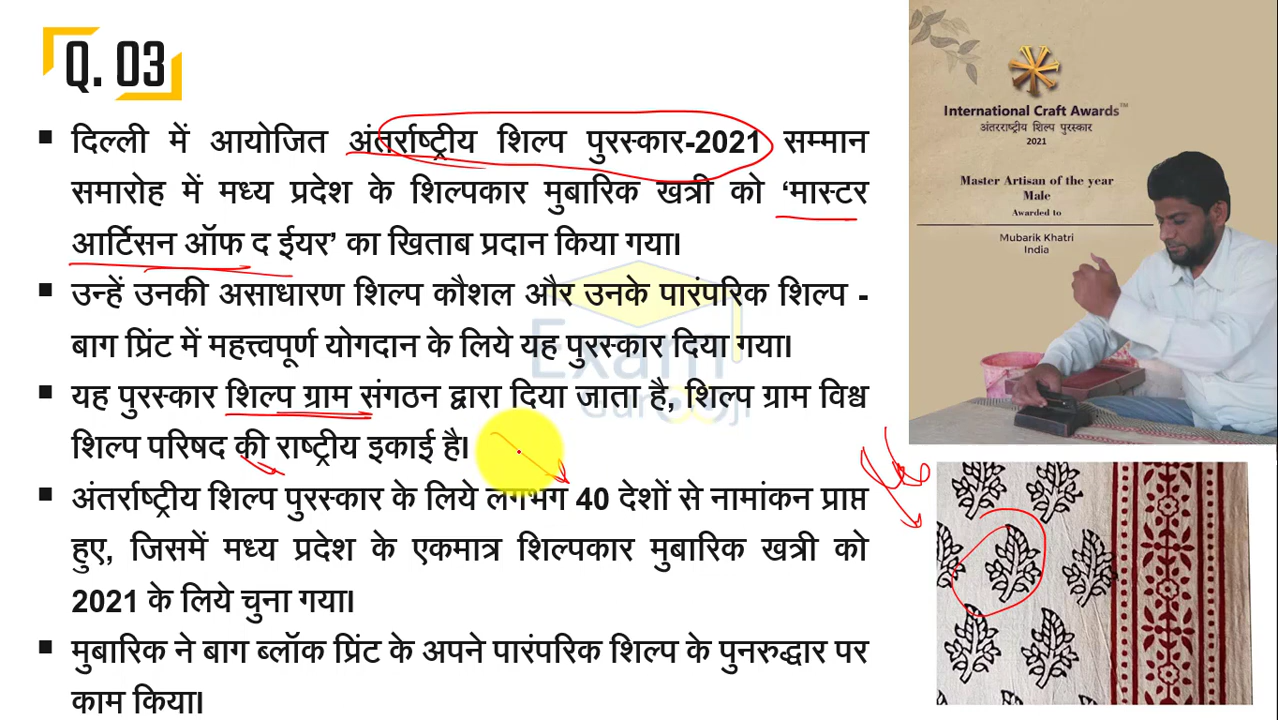 Q. 03
▪ दिल्ली में आयोजित अंतर्राष्ट्रीय शिल्प पुरस्कार-2021 सम्मान
समारोह में मध्य प्रदेश के शिल्पकार मुबारिक खत्री को ‘मास्टर
आर्टिसन ऑफ द ईयर’ का खिताब प्रदान किया गया।
▪ उन्हें उनकी असाधारण शिल्प कौशल और उनके पारंपरिक शिल्प -
बाग प्रिंट में महत्त्वपूर्ण योगदान के लिये यह पुरस्कार दिया गया।
▪ यह पुरस्कार शिल्प ग्राम संगठन द्वारा दिया जाता है, शिल्प ग्राम विश्व
शिल्प परिषद की राष्ट्रीय इकाई है।
▪ अंतर्राष्ट्रीय शिल्प पुरस्कार के लिये लगभग 40 देशों से नामांकन प्राप्त
हुए, जिसमें मध्य प्रदेश के एकमात्र शिल्पकार मुबारिक खत्री को
2021 के लिये चुना गया।
▪ मुबारिक ने बाग ब्लॉक प्रिंट के अपने पारंपरिक शिल्प के पुनरुद्धार पर
काम किया।
Exam
Gurooji
International Craft Awards™
अंतरराष्ट्रीय शिल्प पुरस्कार
2021
Master Artisan of the year
Male
Awarded to
Mubarik Khatri
India